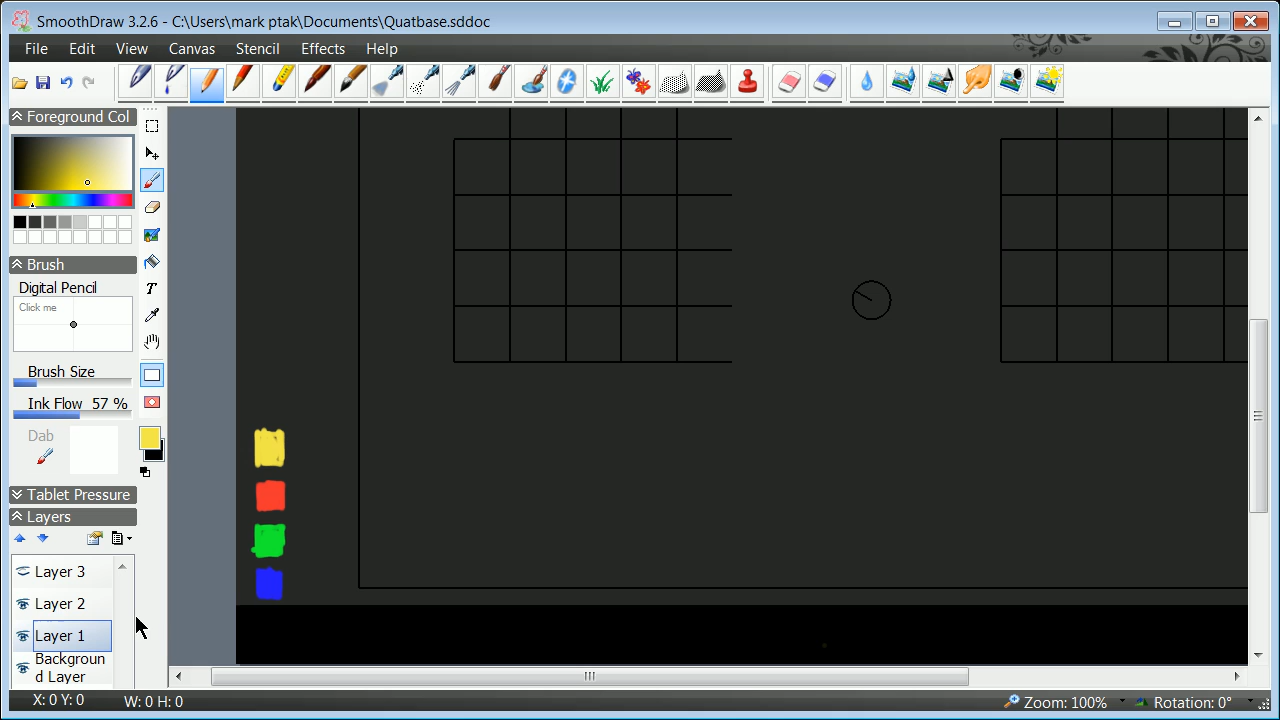 SmoothDraw 3.2.6 - C:\Users\mark ptak\Documents\Quatbase.sddoc
File Edit View Canvas Stencil Effects Help
Foreground Col
Brush
Digital Pencil
Click me
Brush Size
Ink Flow 57 %
Dab
Tablet Pressure
Layers
Layer 3
Layer 2
Layer 1
Backgroun
d Layer
X: 0 Y: 0 W: 0 H: 0 Zoom: 100% Rotation: 0°